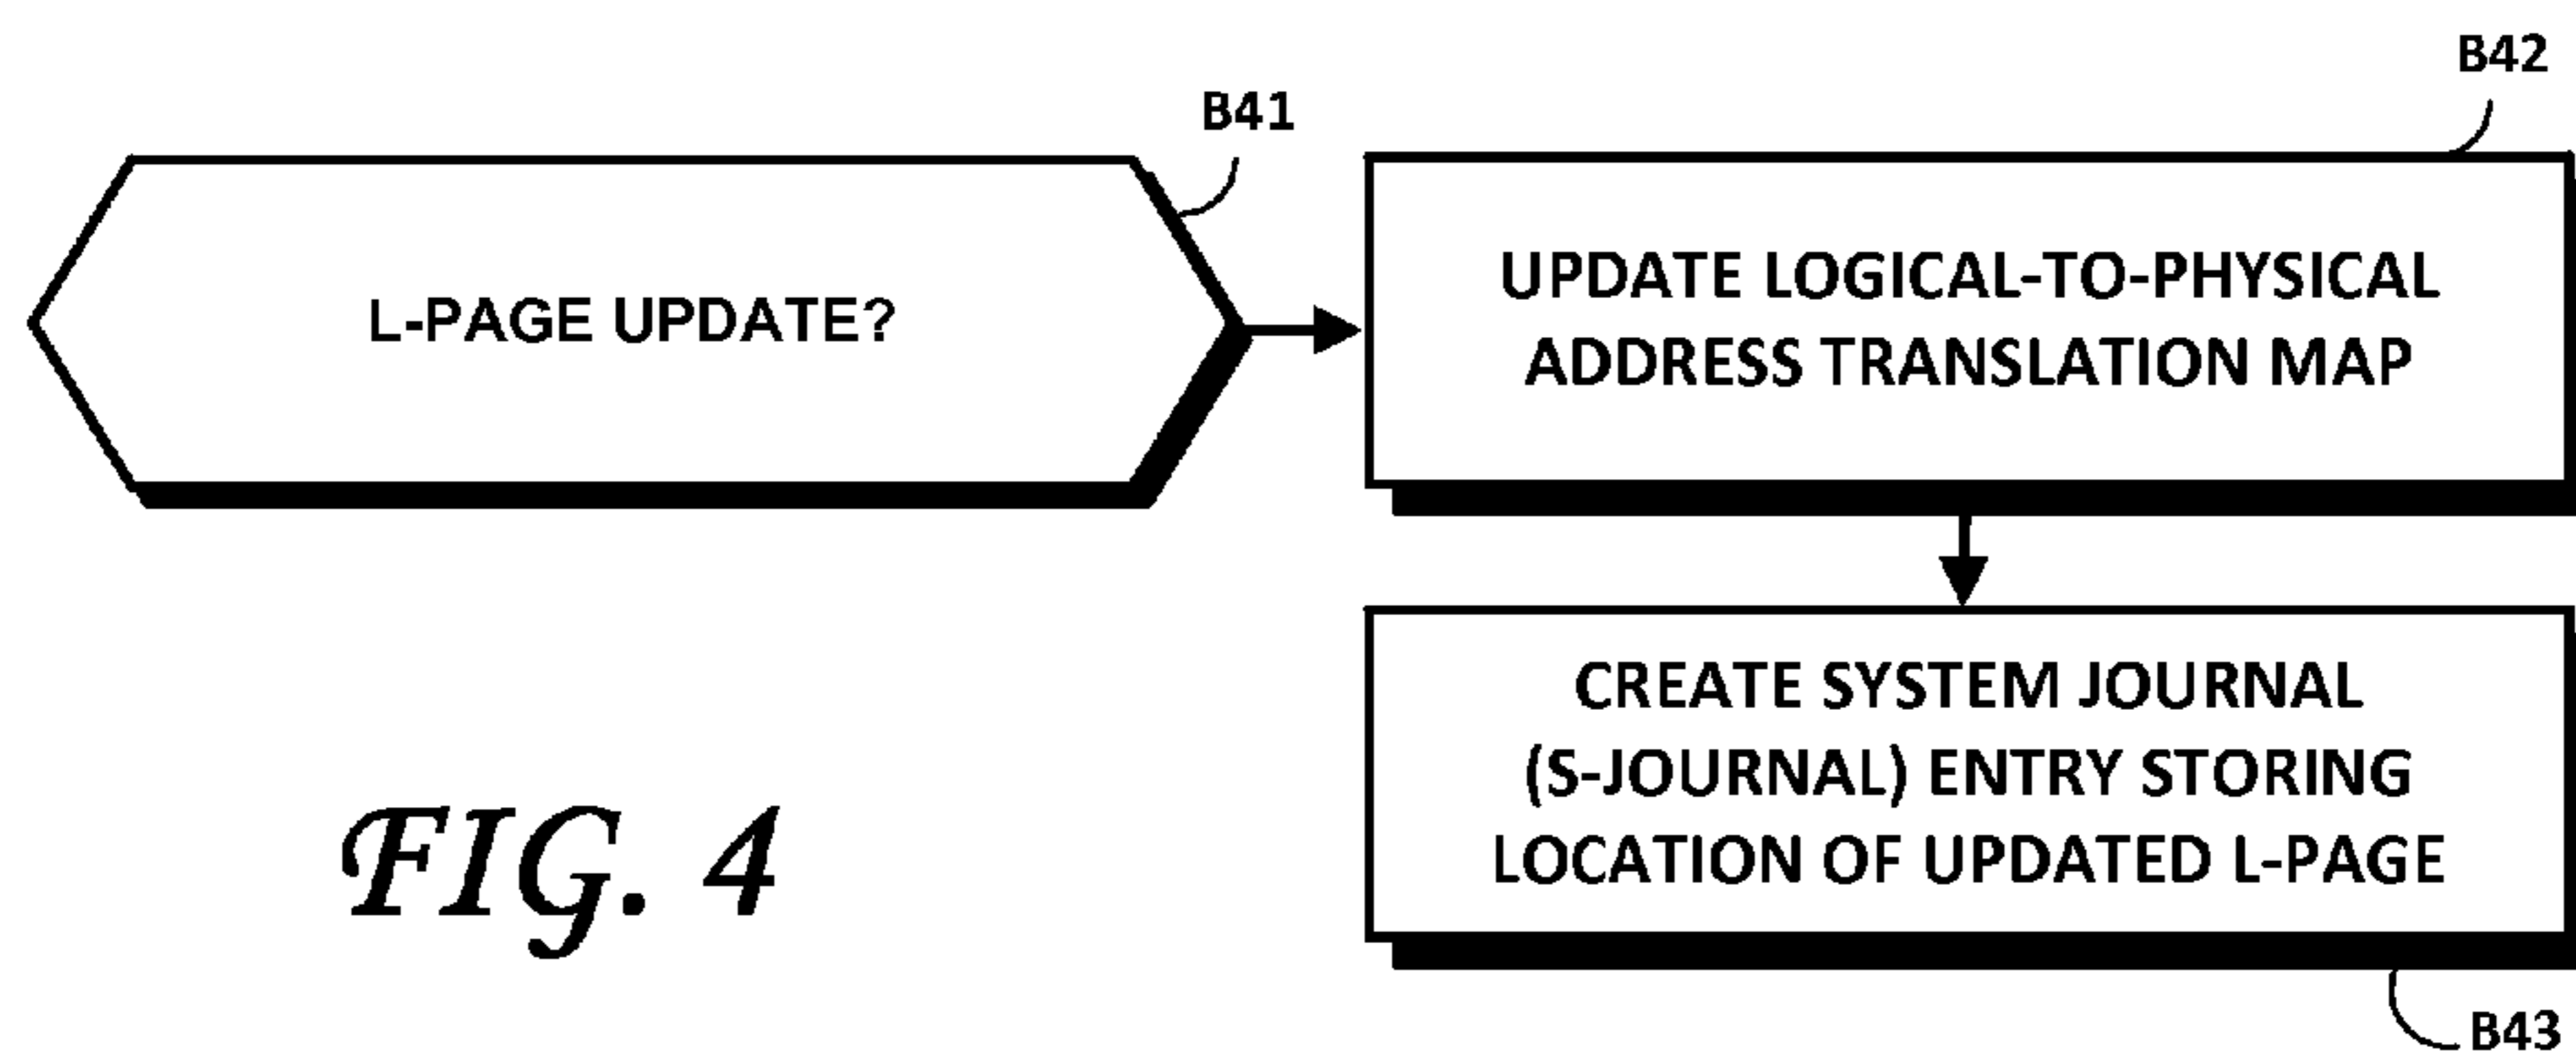 B41
L-PAGE UPDATE?
B42
UPDATE LOGICAL-TO-PHYSICAL
ADDRESS TRANSLATION MAP
CREATE SYSTEM JOURNAL
(S-JOURNAL) ENTRY STORING
LOCATION OF UPDATED L-PAGE
B43
FIG. 4